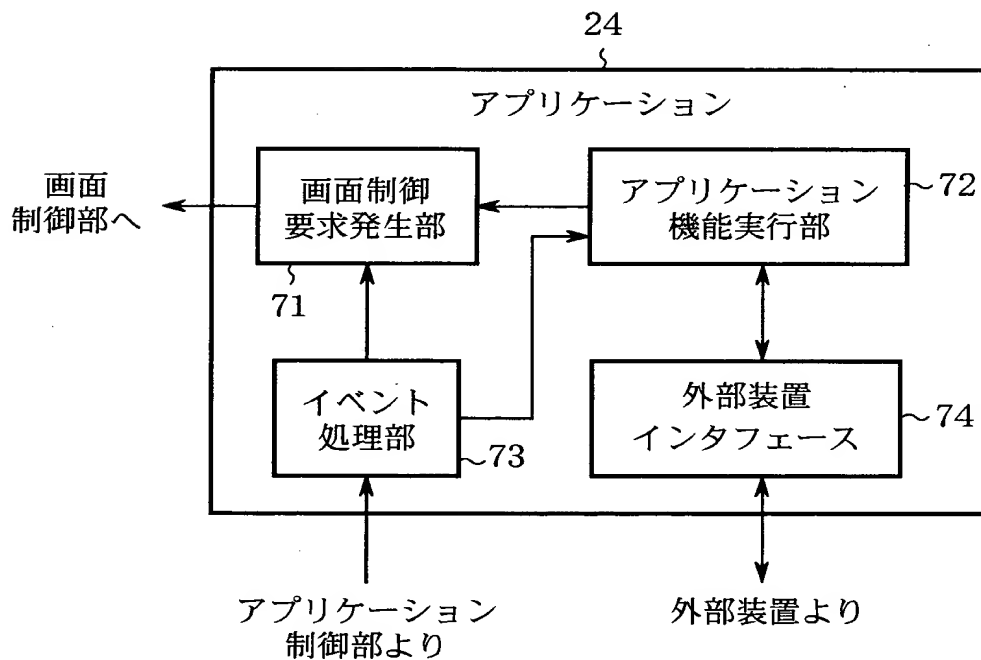 24
アプリケーション
画面
制御部へ
画面制御
要求発生部
71
アプリケーション
機能実行部
72
イベント
処理部
73
外部装置
インタフェース
74
アプリケーション
制御部より
外部装置より